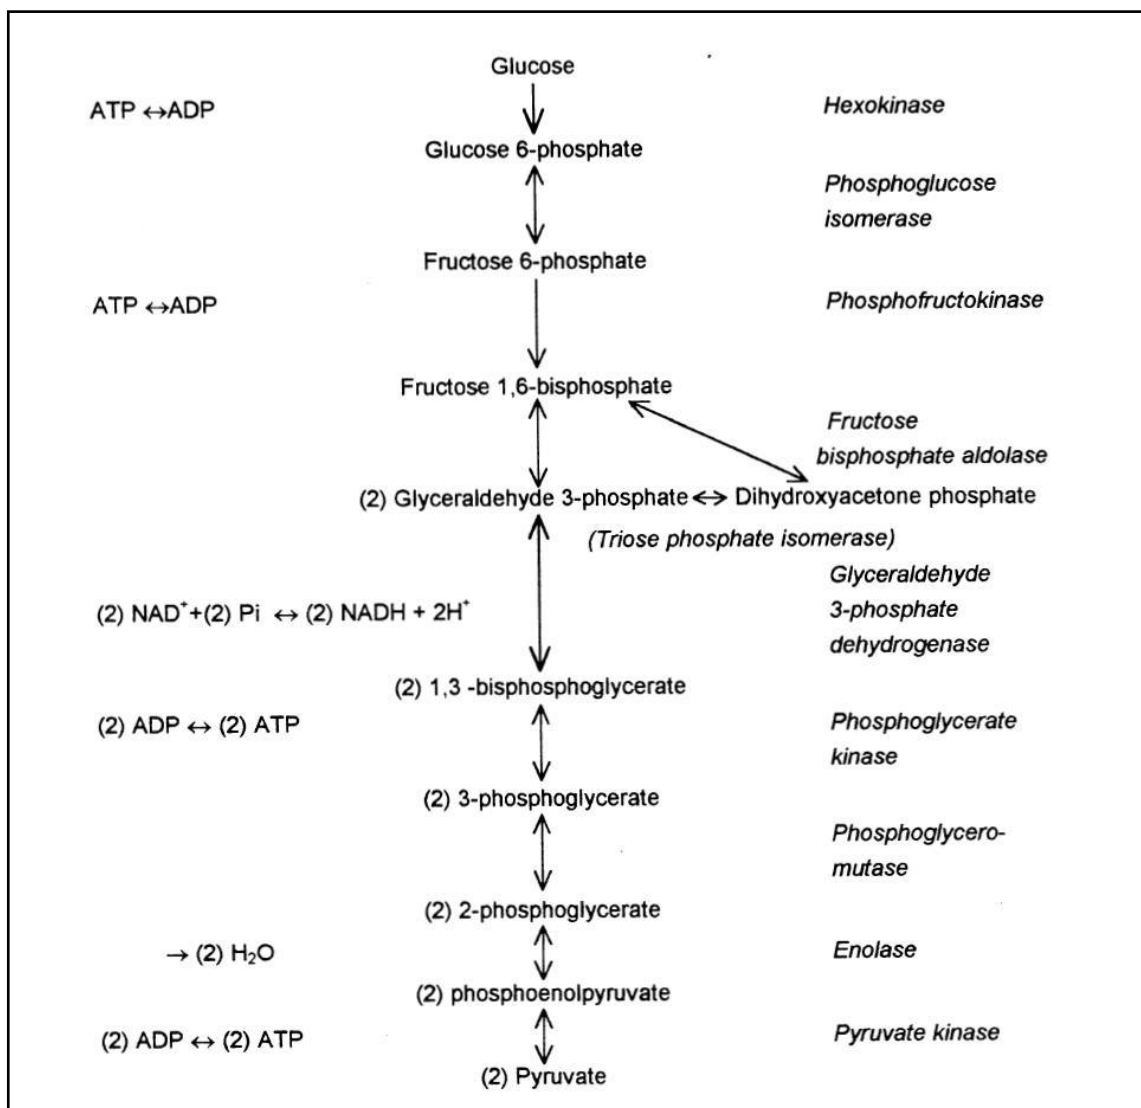 Glucose
ATP ↔ADP
Hexokinase
Glucose 6-phosphate
Phosphoglucose
isomerase
Fructose 6-phosphate
ATP ↔ADP
Phosphofructokinase
Fructose 1,6-bisphosphate
Fructose
bisphosphate aldolase
(2) Glyceraldehyde 3-phosphate ↔ Dihydroxyacetone phosphate
(Triose phosphate isomerase)
Glyceraldehyde
3-phosphate
dehydrogenase
(2) NAD⁺+(2) Pi ↔ (2) NADH + 2H⁺
(2) 1,3 -bisphosphoglycerate
(2) ADP ↔ (2) ATP
Phosphoglycerate
kinase
(2) 3-phosphoglycerate
Phosphoglycero-
mutase
(2) 2-phosphoglycerate
→ (2) H₂O
Enolase
(2) phosphoenolpyruvate
(2) ADP ↔ (2) ATP
Pyruvate kinase
(2) Pyruvate